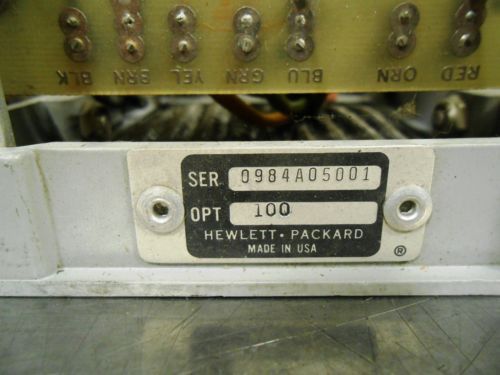 BLK BRN YEL GRN BLU ORN RED
SER 0984A05001
OPT 100
HEWLETT • PACKARD
MADE IN USA
®